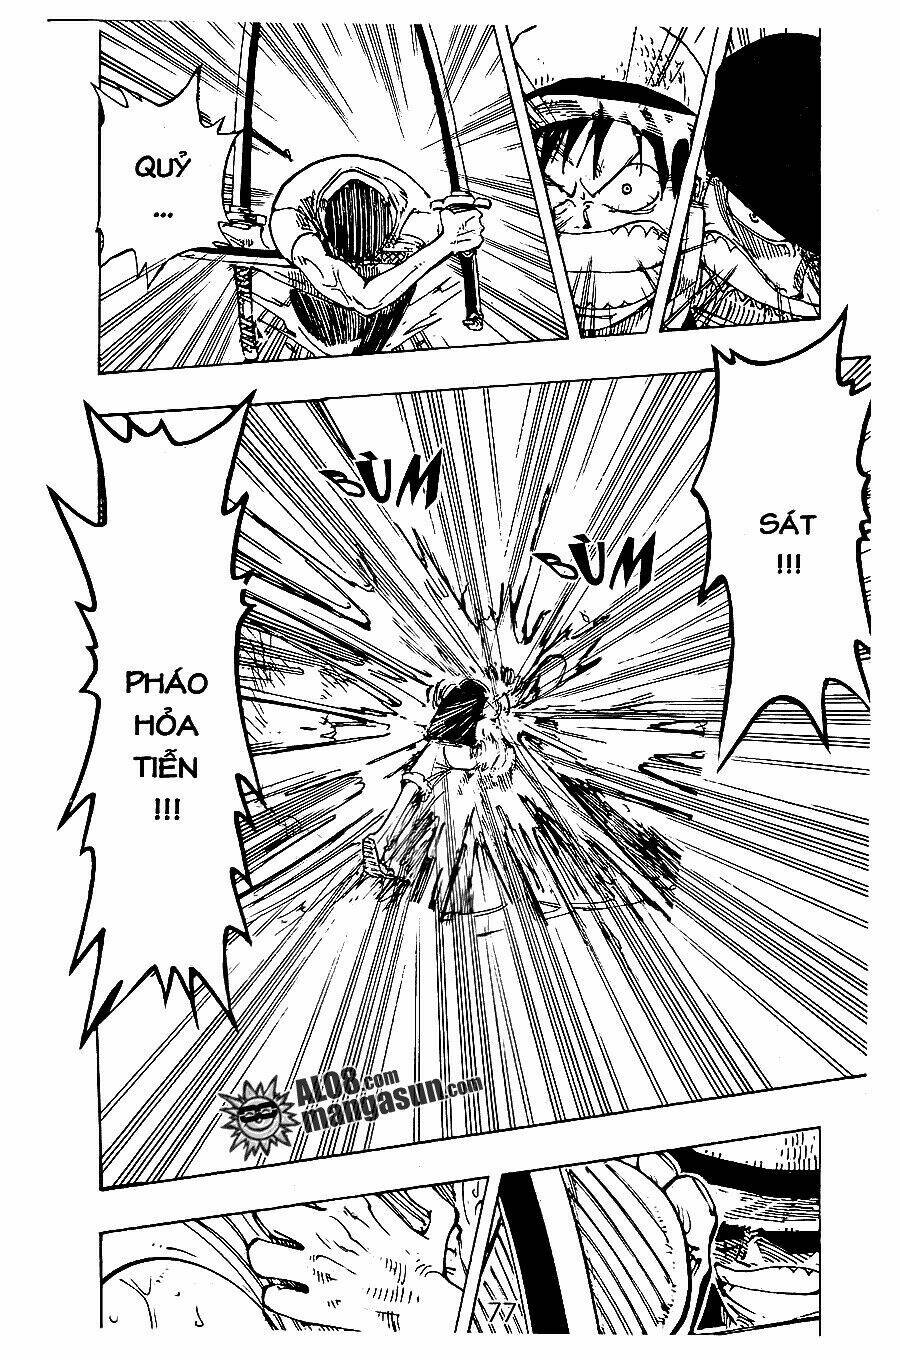 QUỶ
...
PHÁO
HỎA
TIỄN
!!!
SÁT
!!!
BÙM
BÙM
AL08.com
mangasun.com
77